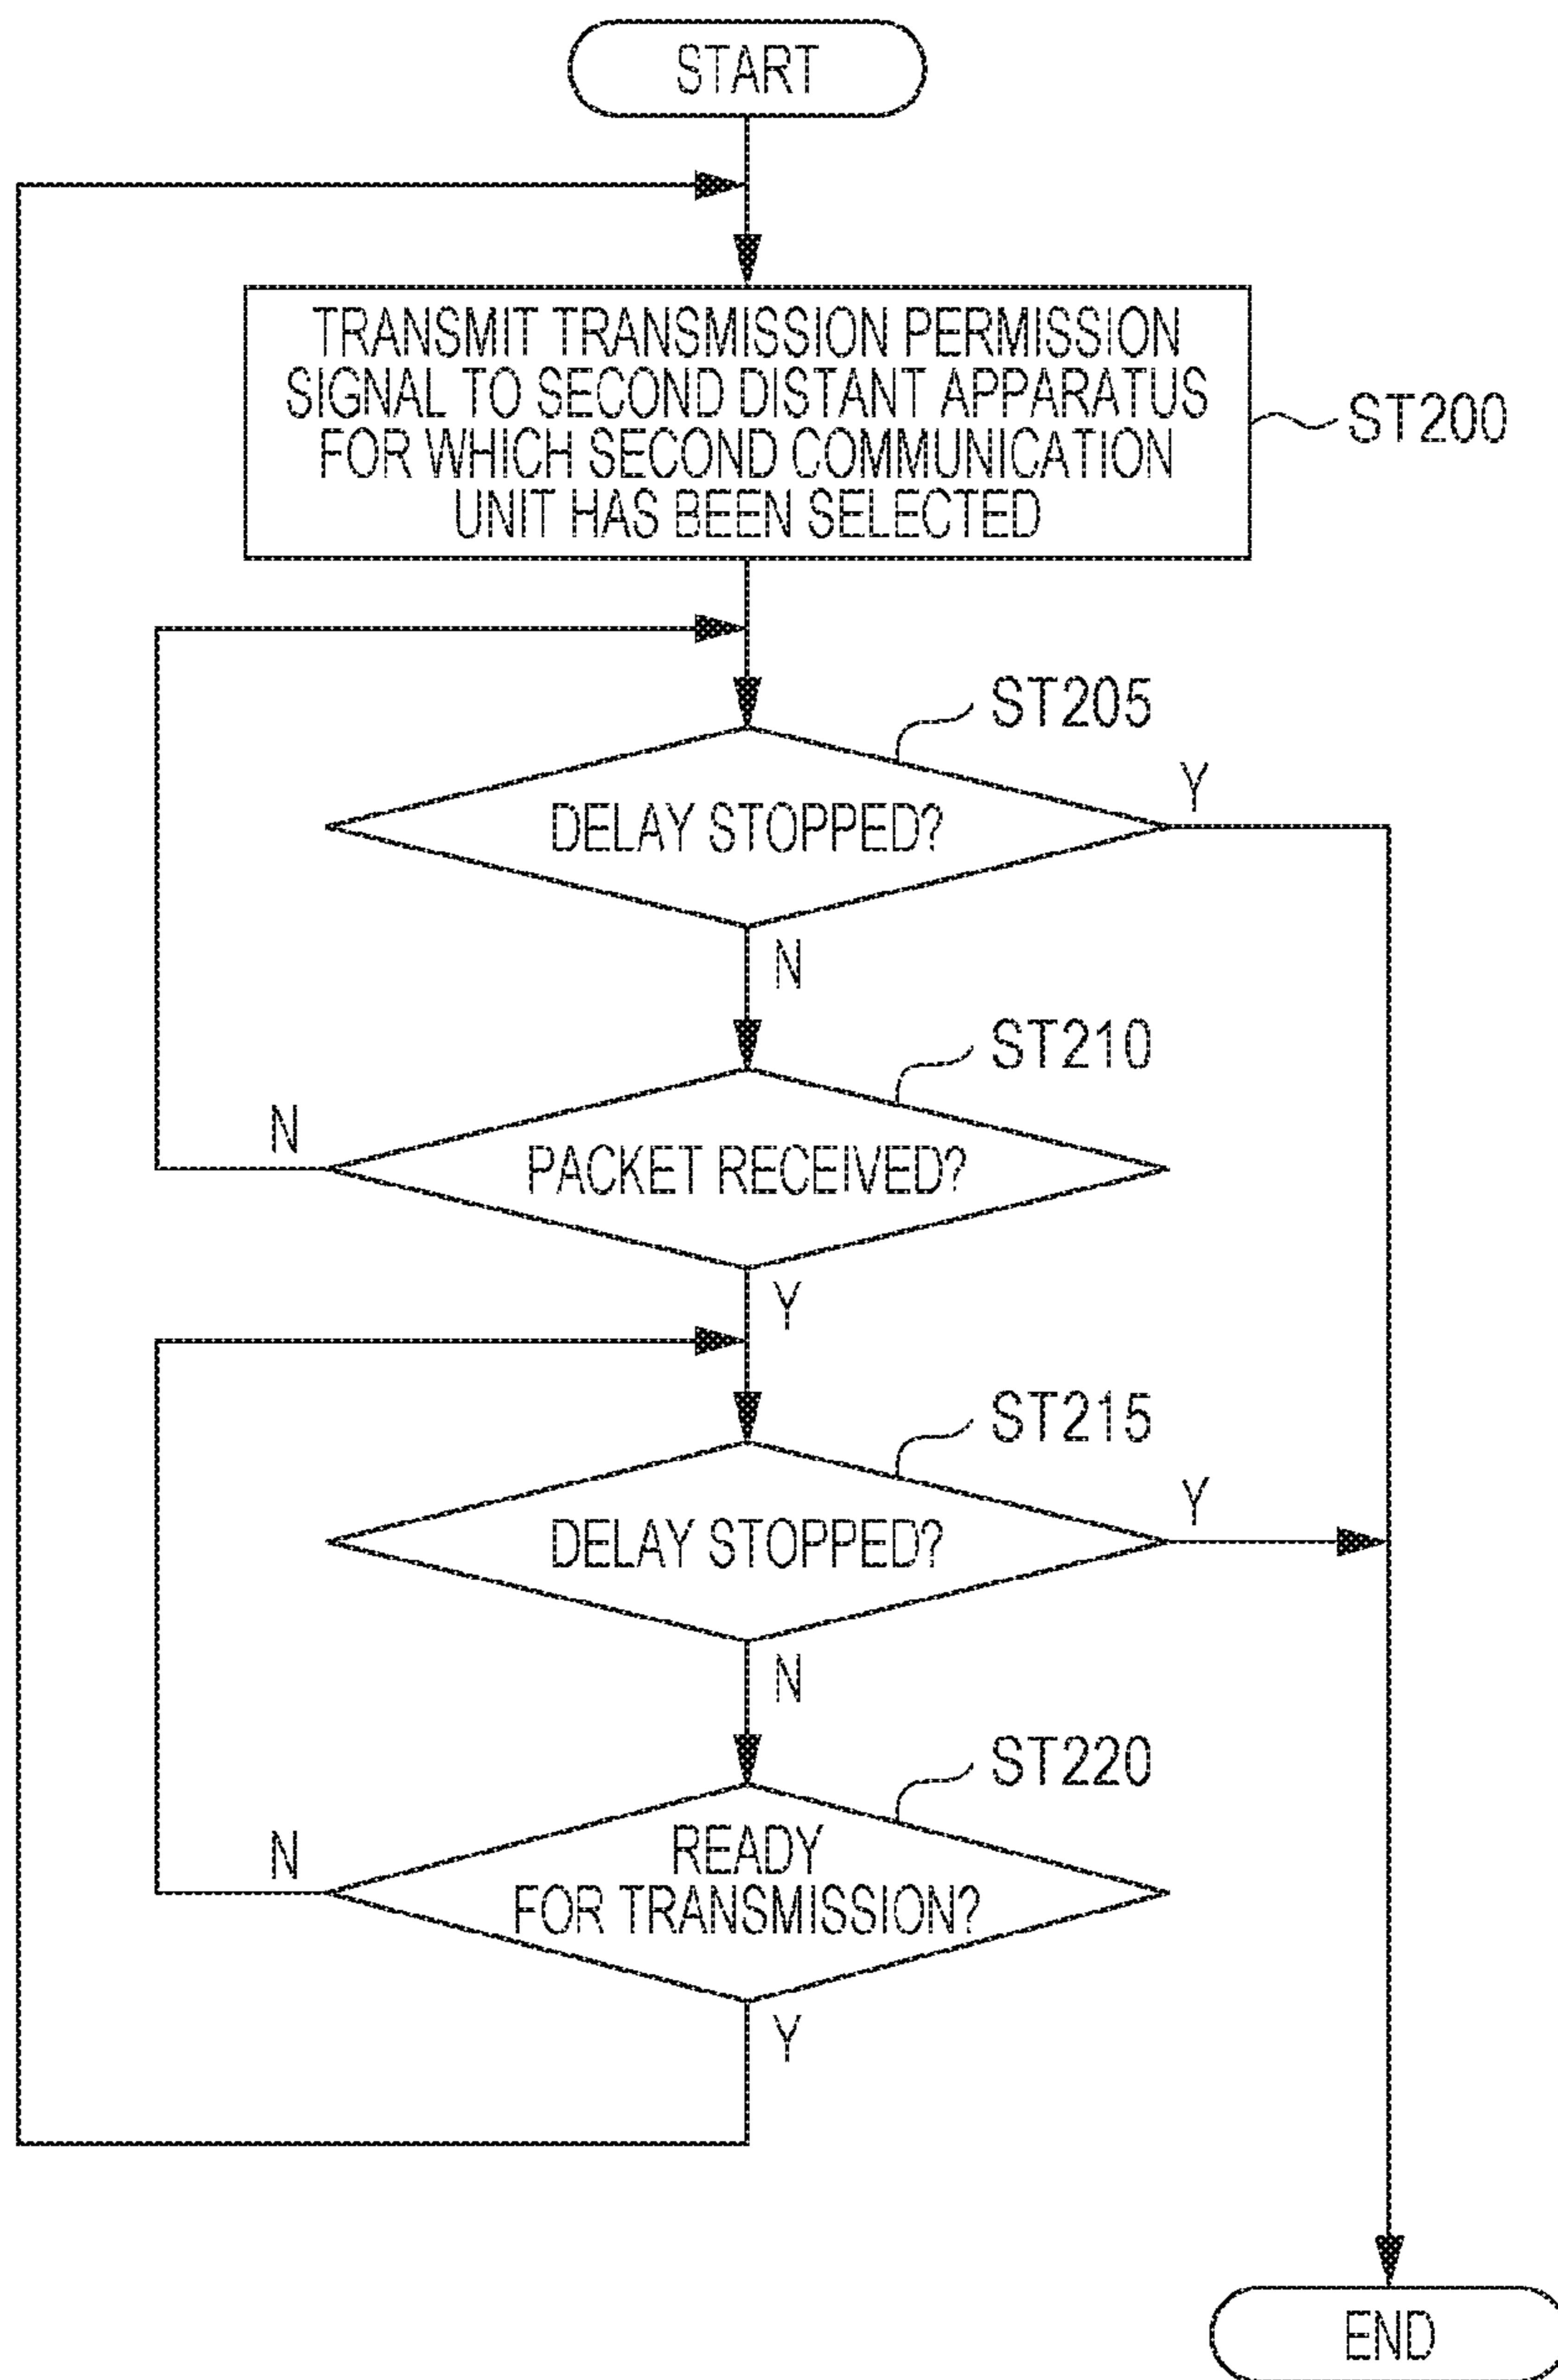 START
TRANSMIT TRANSMISSION PERMISSION
SIGNAL TO SECOND DISTANT APPARATUS
FOR WHICH SECOND COMMUNICATION
UNIT HAS BEEN SELECTED
ST200
ST205
DELAY STOPPED?
Y
N
ST210
PACKET RECEIVED?
N
Y
ST215
DELAY STOPPED?
Y
N
ST220
READY
FOR TRANSMISSION?
N
Y
END